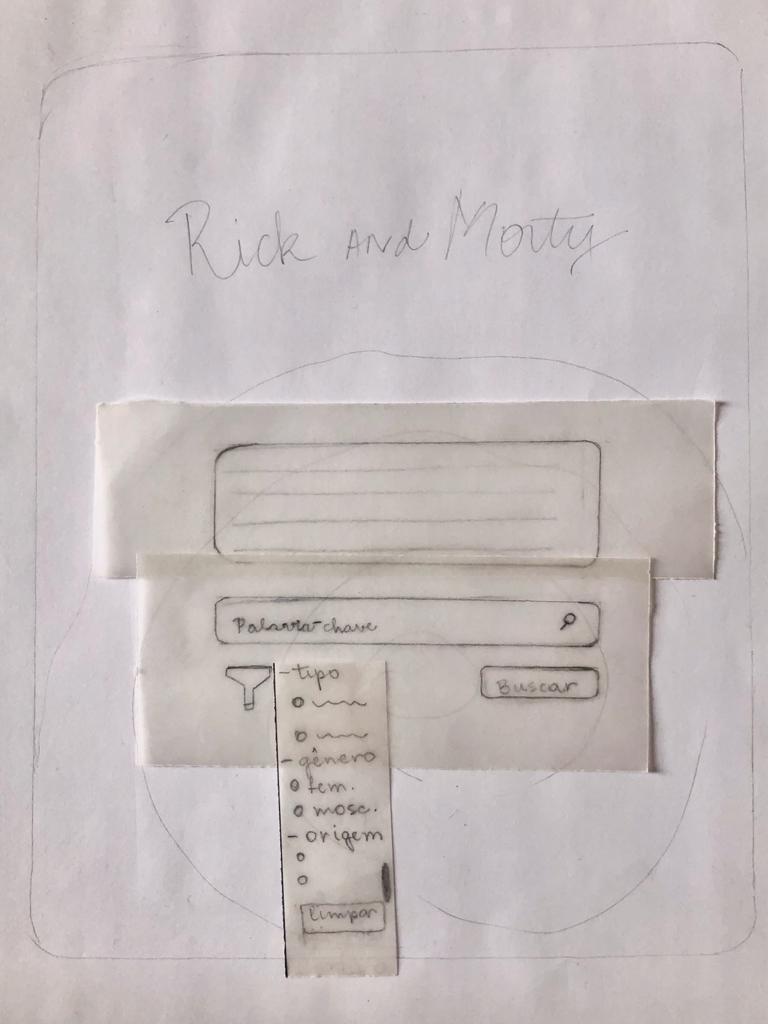 Rick And Morty
Palavra-chave
Buscar
- tipo
- gênero
fem.
masc.
- origem
limpar